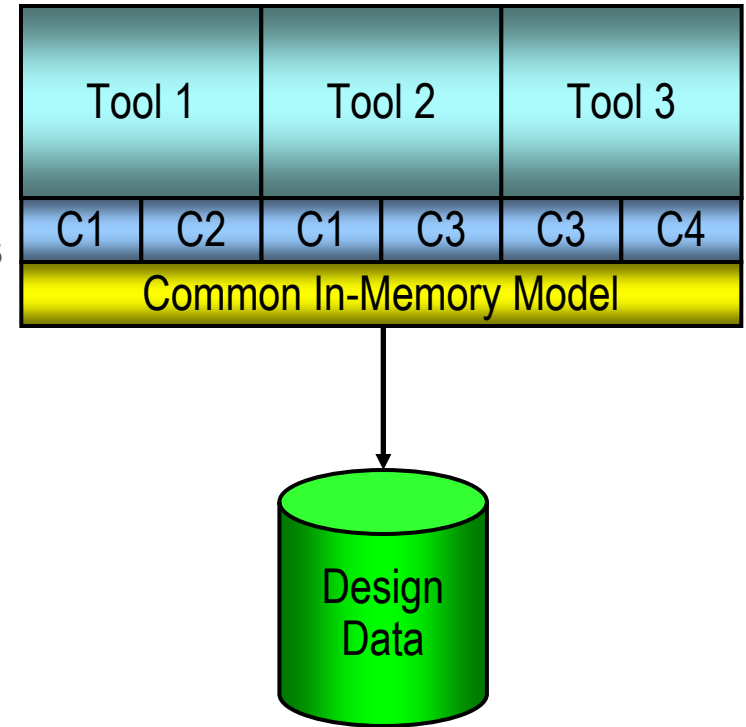 Tool 1 Tool 2 Tool 3
C1 C2 C1 C3 C3 C4
Common In-Memory Model
Design
Data